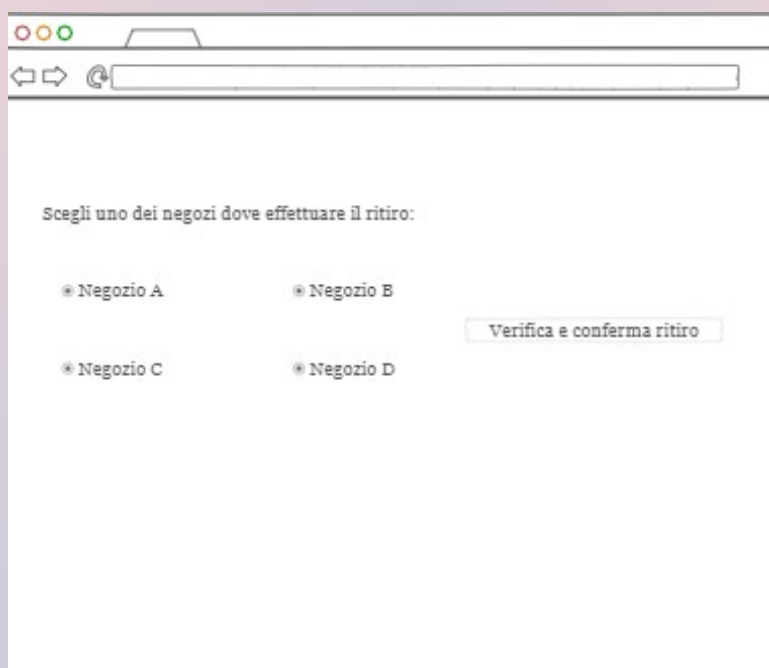 Scegli uno dei negozi dove effettuare il ritiro:
Negozio A
Negozio B
Verifica e conferma ritiro
Negozio C
Negozio D